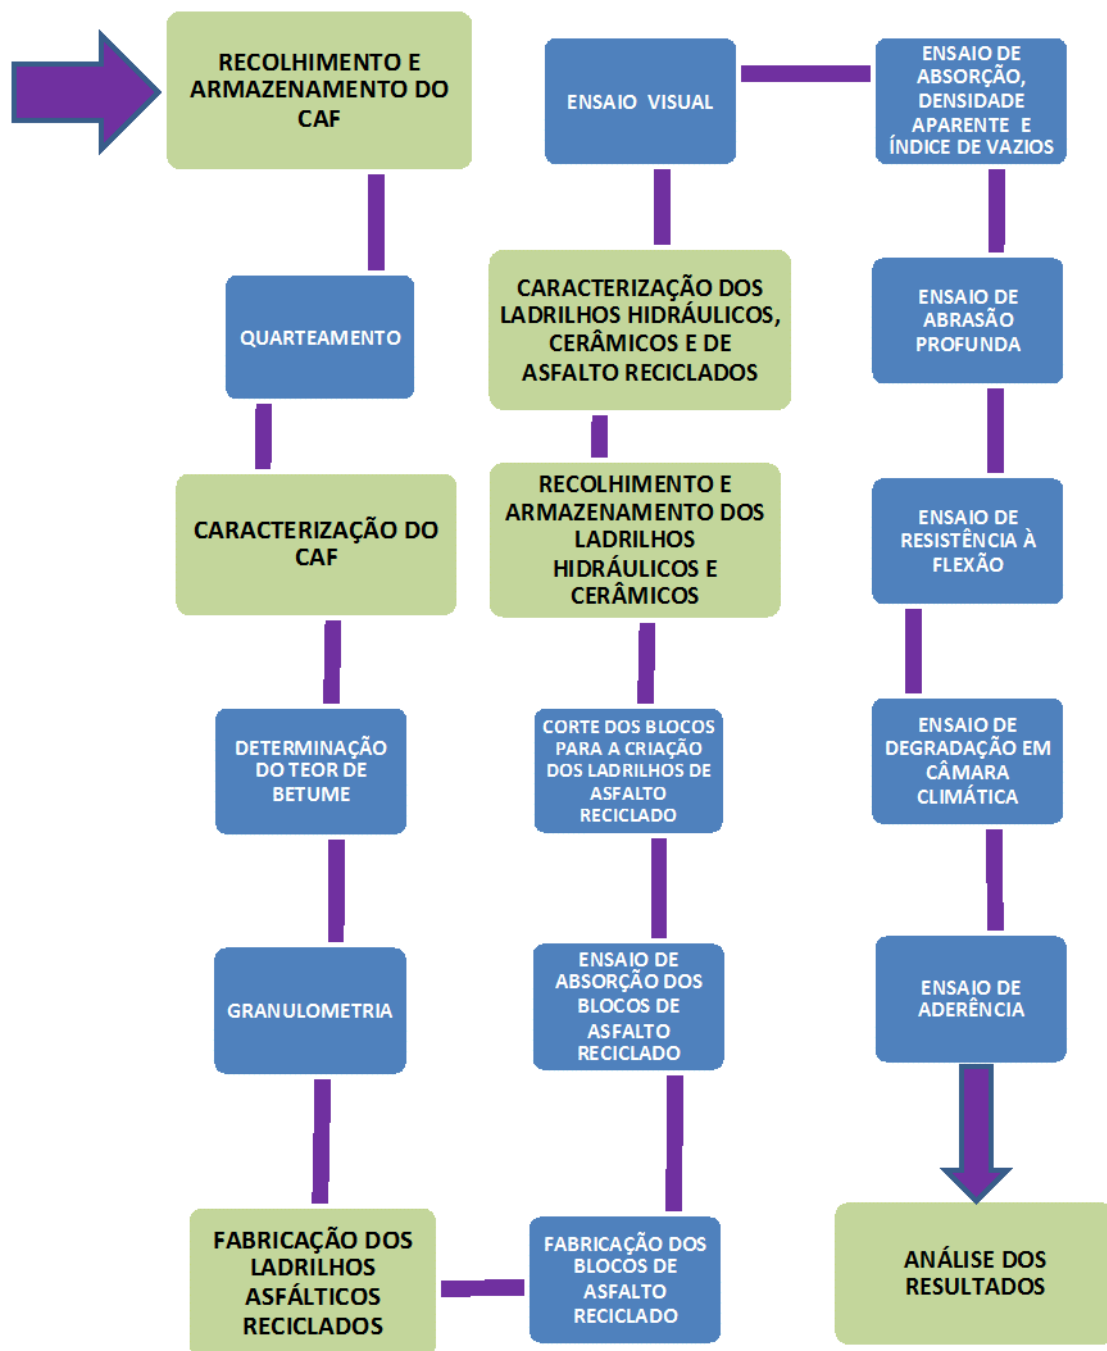 RECOLHIMENTO E
ARMAZENAMENTO DO
CAF
QUARTEAMENTO
CARACTERIZAÇÃO DO
CAF
DETERMINAÇÃO
DO TEOR DE
BETUME
GRANULOMETRIA
FABRICAÇÃO DOS
LADRILHOS
ASFÁLTICOS
RECICLADOS
FABRICAÇÃO DOS
BLOCOS DE
ASFALTO
RECICLADO
ENSAIO DE
ABSORÇÃO DOS
BLOCOS DE
ASFALTO
RECICLADO
CORTE DOS BLOCOS
PARA A CRIAÇÃO
DOS LADRILHOS DE
ASFALTO
RECICLADO
RECOLHIMENTO E
ARMAZENAMENTO DOS
LADRILHOS
HIDRÁULICOS E
CERÂMICOS
CARACTERIZAÇÃO DOS
LADRILHOS HIDRÁULICOS,
CERÂMICOS E DE
ASFALTO RECICLADOS
ENSAIO VISUAL
ENSAIO DE
ABSORÇÃO,
DENSIDADE
APARENTE E
ÍNDICE DE VAZIOS
ENSAIO DE
ABRASÃO
PROFUNDA
ENSAIO DE
RESISTÊNCIA À
FLEXÃO
ENSAIO DE
DEGRADAÇÃO EM
CÂMARA
CLIMÁTICA
ENSAIO DE
ADERÊNCIA
ANÁLISE DOS
RESULTADOS